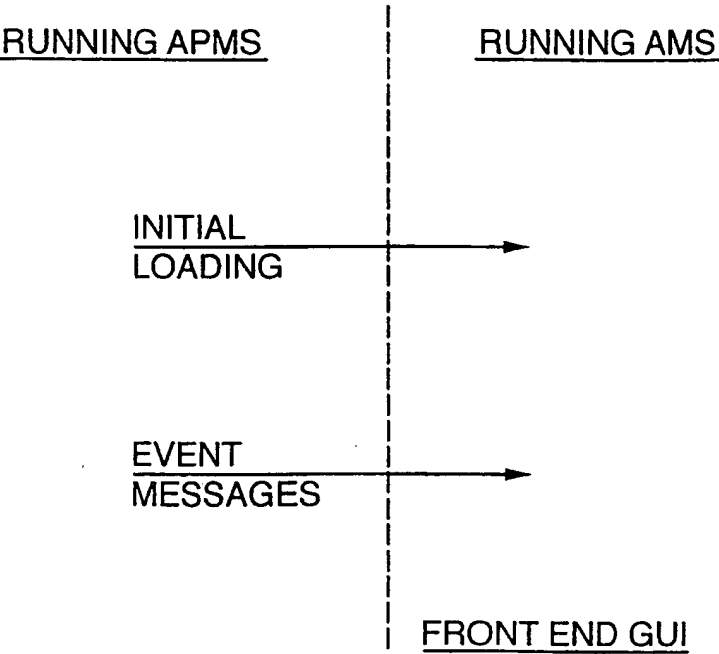 RUNNING APMS
RUNNING AMS
INITIAL
LOADING
EVENT
MESSAGES
FRONT END GUI